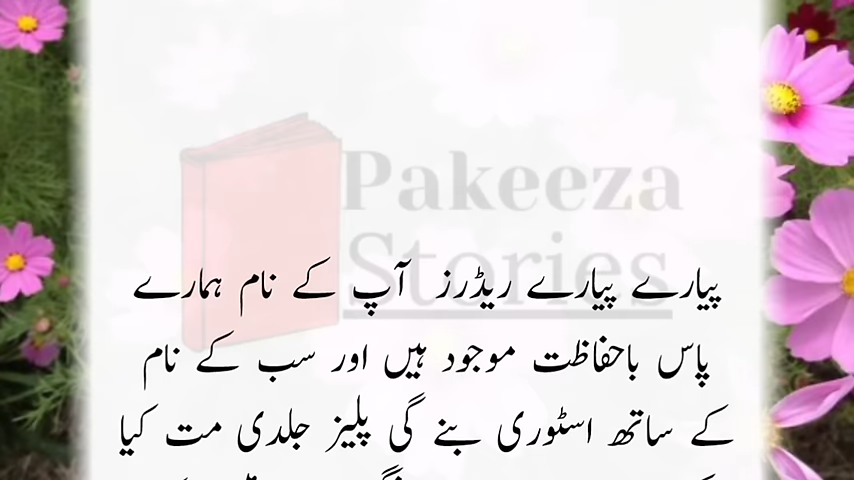 Pakeeza
Stories
پیارے پیارے ریڈرز آپ کے نام ہمارے
پاس باحفاظت موجود ہیں اور سب کے نام
کے ساتھ اسٹوری بنے گی پلیز جلدی مت کیا